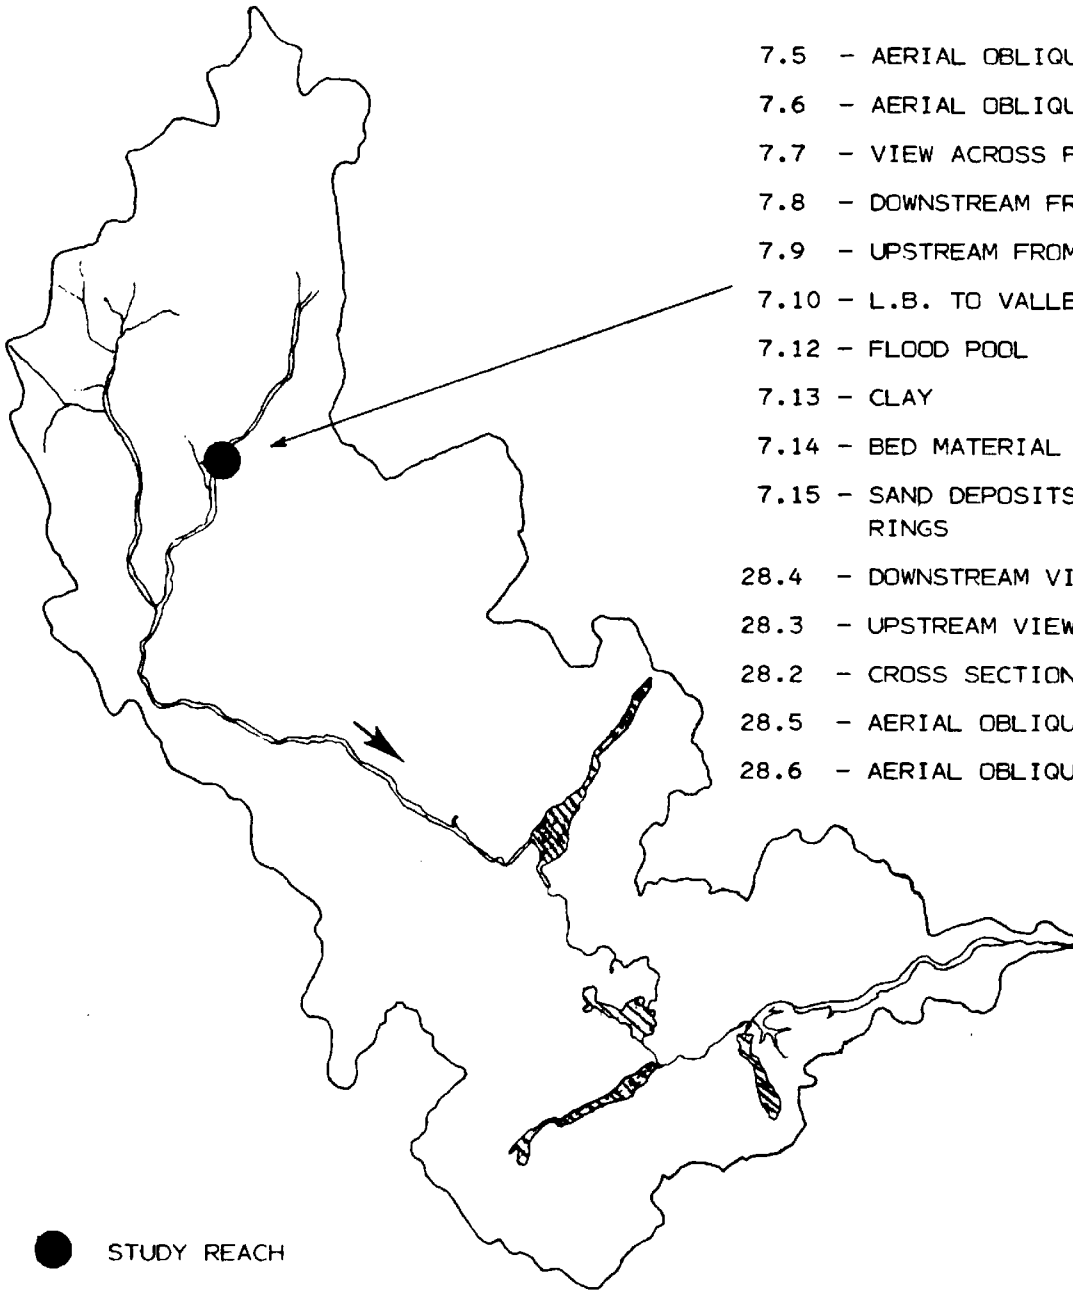 7.5 - AERIAL OBLIQU
7.6 - AERIAL OBLIQU
7.7 - VIEW ACROSS F
7.8 - DOWNSTREAM FR
7.9 - UPSTREAM FROM
7.10 - L.B. TO VALLE
7.12 - FLOOD POOL
7.13 - CLAY
7.14 - BED MATERIAL
7.15 - SAND DEPOSITS
RINGS
28.4 - DOWNSTREAM VI
28.3 - UPSTREAM VIEW
28.2 - CROSS SECTION
28.5 - AERIAL OBLIQU
28.6 - AERIAL OBLIQU
STUDY REACH